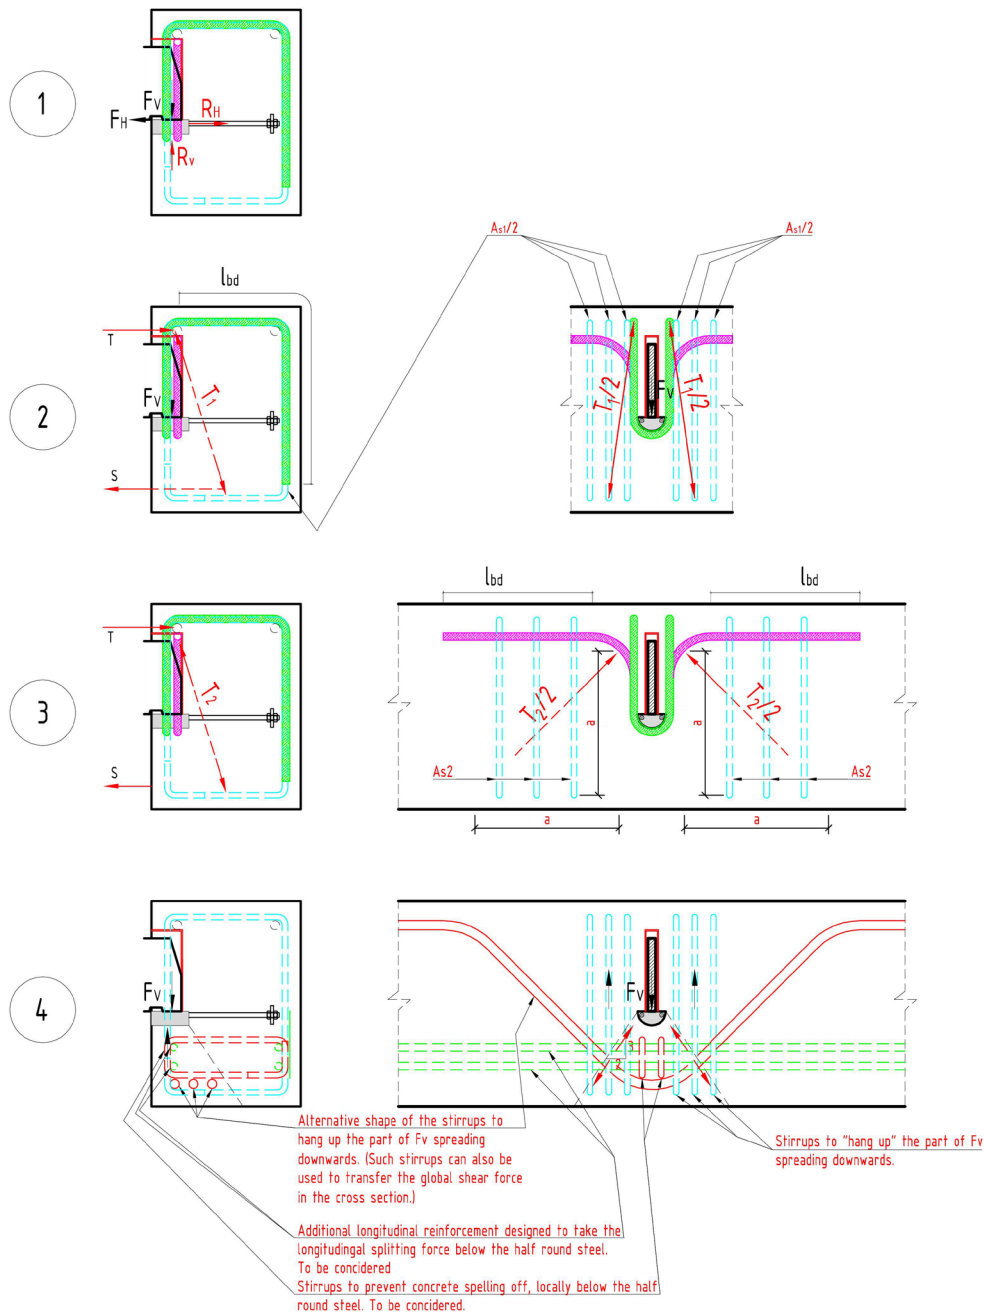 1
FV
FH
RH
RV
As1/2
As1/2
lbd
T
T1
FV
S
2
T1/2
FV
T1/2
lbd
lbd
T
T2
3
T2/2
a
a
T2/2
S
As2
As2
a
a
4
FV
FV
Alternative shape of the stirrups to
hang up the part of Fv spreading
downwards. (Such stirrups can also be
used to transfer the global shear force
in the cross section.)
Stirrups to "hang up" the part of Fv
spreading downwards.
Additional longitudinal reinforcement designed to take the
longitudingal splitting force below the half round steel.
To be concidered
Stirrups to prevent concrete spelling off, locally below the half
round steel. To be concidered.